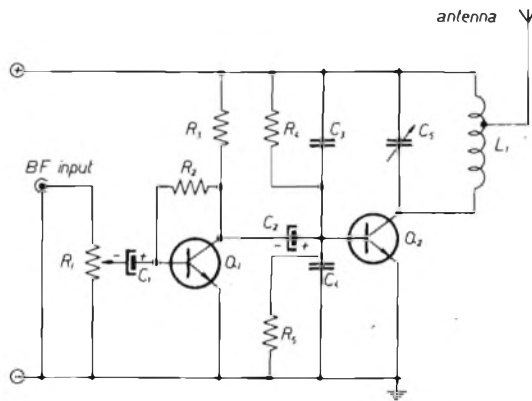 antenna
+
R3
R4
C3
C5
L1
R2
BF input
C2
R1
- +
C1
Q1
- +
Q2
C4
R5
-